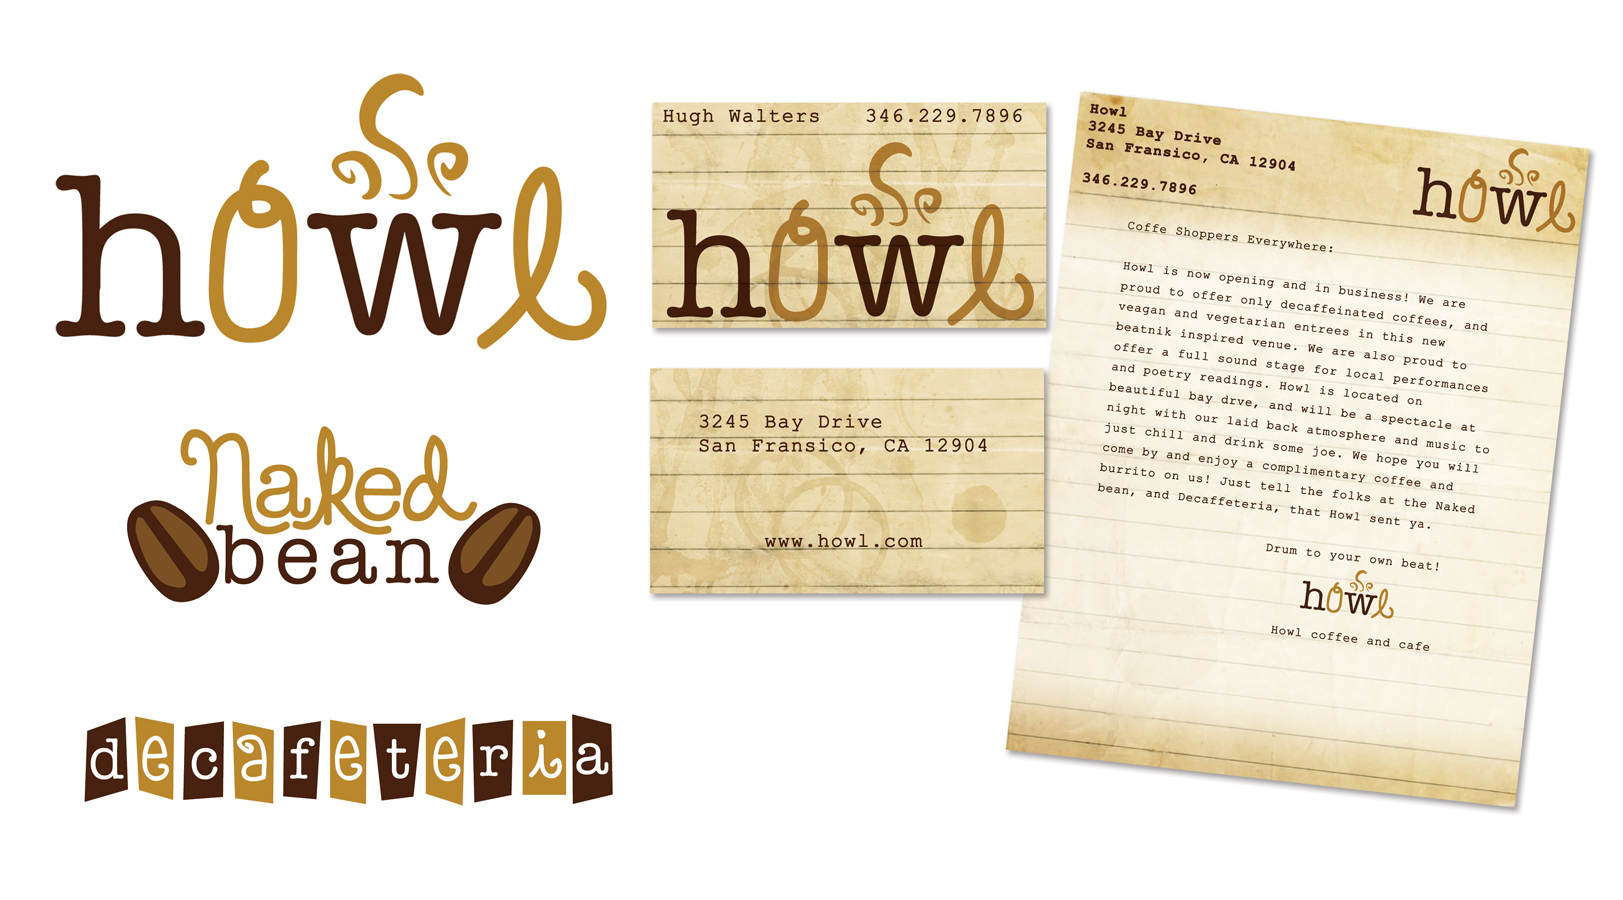 howl
Naked
bean
decafeteria
Hugh Walters 346.229.7896
howl
3245 Bay Drive
San Fransico, CA 12904
www.howl.com
Howl
3245 Bay Drive
San Fransico, CA 12904
346.229.7896
howl
Coffe Shoppers Everywhere:
Howl is now opening and in business! We are
proud to offer only decaffeinated coffees, and
veagan and vegetarian entrees in this new
beatnik inspired venue. We are also proud to
offer a full sound stage for local performances
and poetry readings. Howl is located on
beautiful bay drve, and will be a spectacle at
night with our laid back atmosphere and music to
just chill and drink some joe. We hope you will
come by and enjoy a complimentary coffee and
burrito on us! Just tell the folks at the Naked
bean, and Decaffeteria, that Howl sent ya.
Drum to your own beat!
howl
Howl coffee and cafe